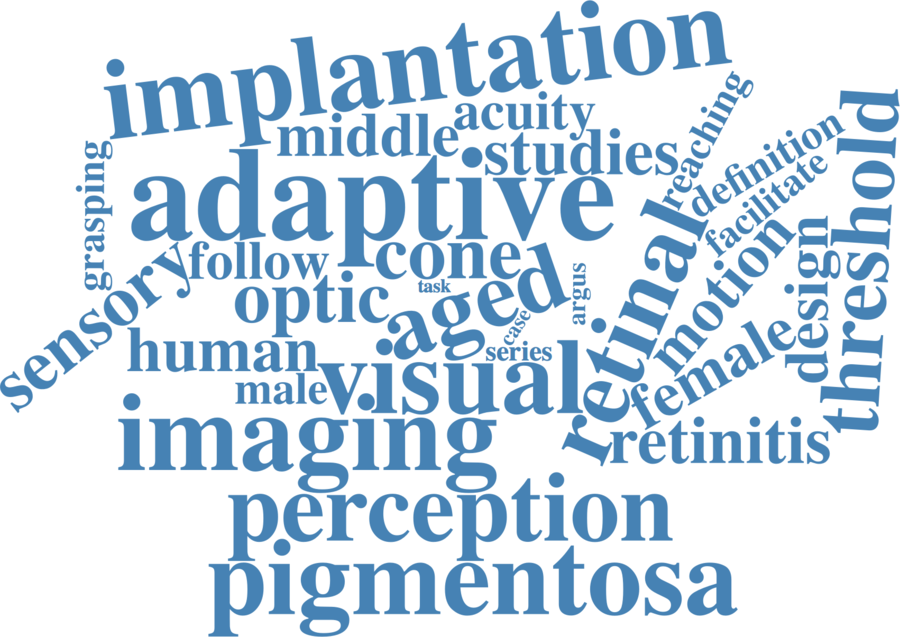 implantation
acuity
middle
studies
reaching
definition
threshold
grasping
adaptive
facilitate
retinal
motion
design
sensory
follow
cone
optic
task
aged
argus
case
human
series
female
male
visual
imaging
retinitis
perception
pigmentosa